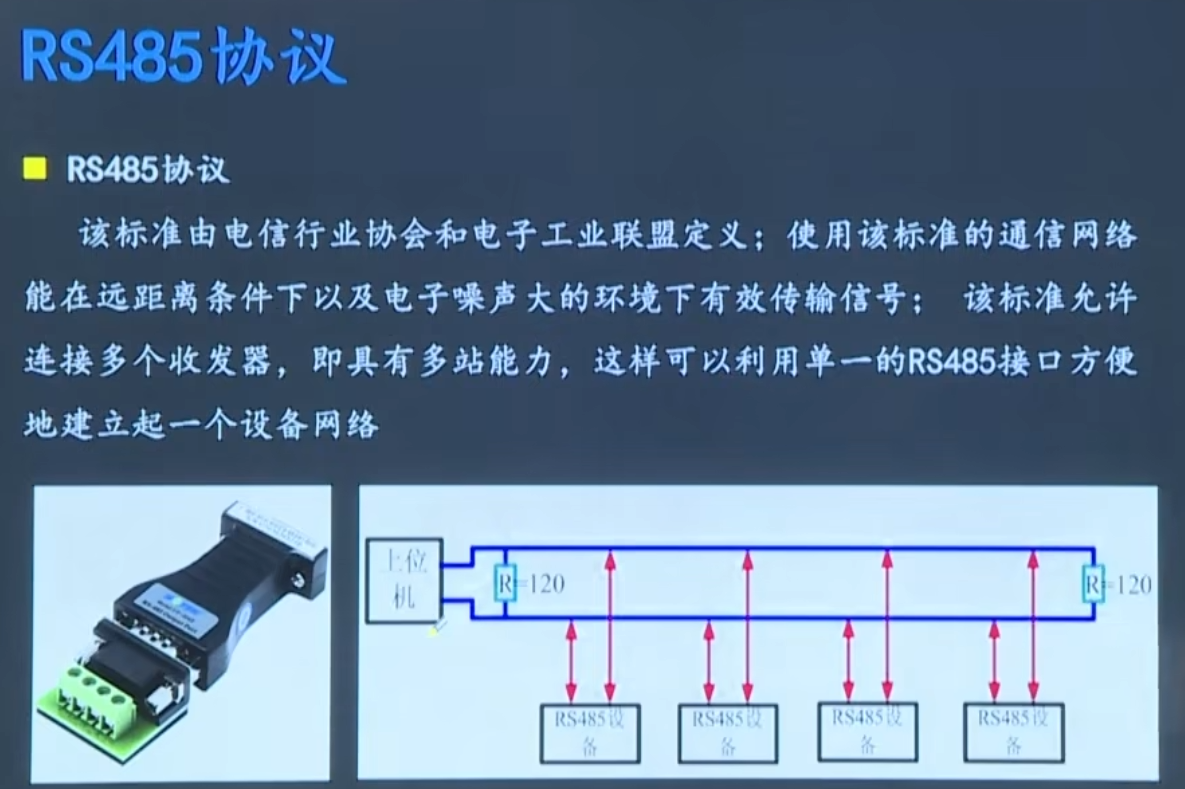 RS485协议
RS485协议
该标准由电信行业协会和电子工业联盟定义；使用该标准的通信网络
能在远距离条件下以及电子噪声大的环境下有效传输信号； 该标准允许
连接多个收发器，即具有多站能力，这样可以利用单一的RS485接口方便
地建立起一个设备网络
上位
机
R=120
R=120
RS485设
备
RS485设
备
RS485设
备
RS485设
备